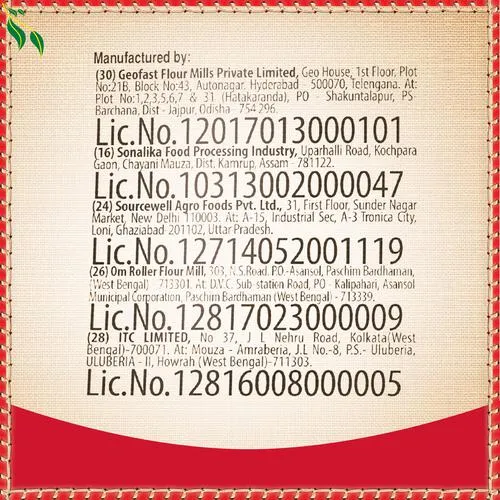 Manufactured by:
(30) Geofast Flour Mills Private Limited, Geo House, 1st Floor, Plot
No:21B, Block No:43, Autonagar, Hyderabad - 500070, Telengana. At:
Plot No:1,2,3,5,6,7 & 31 (Hatakaranda), PO - Shakuntalapur, PS-
Barchana, Dist - Jajpur, Odisha - 754 296.
Lic.No.12017013000101
(16) Sonalika Food Processing Industry, Uparhalli Road, Kochpara
Gaon, Chayani Mauza, Dist. Kamrup, Assam - 781122.
Lic.No.10313002000047
(24) Sourcewell Agro Foods Pvt. Ltd., 31, First Floor, Sunder Nagar
Market, New Delhi 110003. At: A-15, Industrial Sec, A-3 Tronica City,
Loni, Ghaziabad-201102, Uttar Pradesh.
Lic.No.12714052001119
(26) Om Roller Flour Mill, 303, N.S.Road. P.O.-Asansol, Paschim Bardhaman,
(West Bengal) - 713301. At: D.V.C. Sub-station Road, PO - Kalipahari, Asansol
Municipal Corporation, Paschim Bardhaman (West Bengal) - 713339.
Lic.No.12817023000009
(28) ITC LIMITED, No 37, J L Nehru Road, Kolkata(West
Bengal)-700071. At: Mouza - Amraberia, J.L No.-8, P.S.- Uluberia,
ULUBERIA - II, Howrah (West Bengal)-711303.
Lic.No.12816008000005